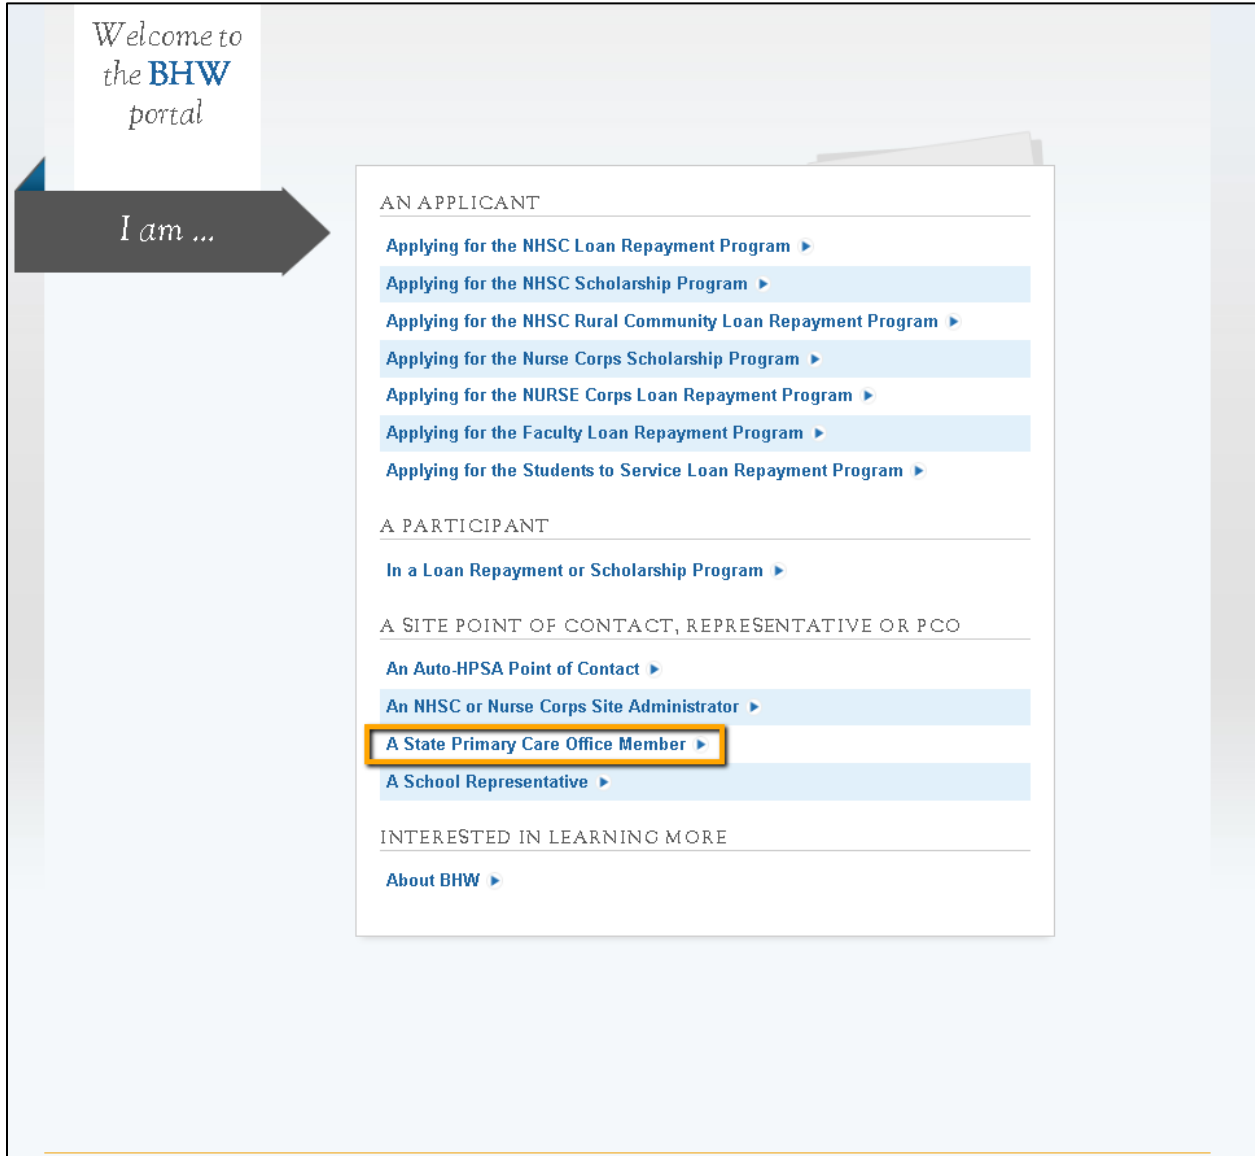 Welcome to
the BHW
portal
I am ...
AN APPLICANT
Applying for the NHSC Loan Repayment Program
Applying for the NHSC Scholarship Program
Applying for the NHSC Rural Community Loan Repayment Program
Applying for the Nurse Corps Scholarship Program
Applying for the NURSE Corps Loan Repayment Program
Applying for the Faculty Loan Repayment Program
Applying for the Students to Service Loan Repayment Program
A PARTICIPANT
In a Loan Repayment or Scholarship Program
A SITE POINT OF CONTACT, REPRESENTATIVE OR PCO
An Auto-HPSA Point of Contact
An NHSC or Nurse Corps Site Administrator
A State Primary Care Office Member
A School Representative
INTERESTED IN LEARNING MORE
About BHW